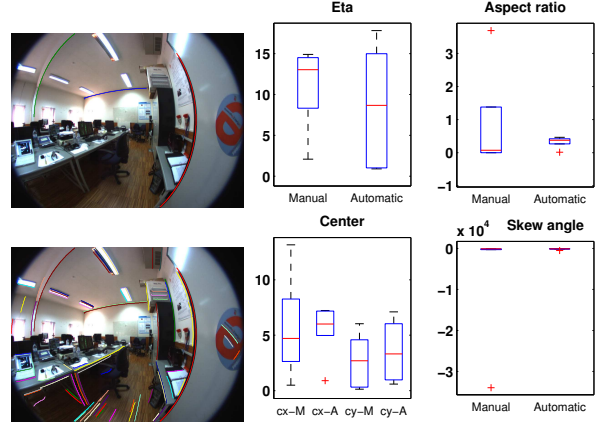 Eta
15
10
5
0
Manual Automatic
Aspect ratio
3
2
1
0
−1
Manual Automatic
Center
10
5
0
cx−M cx−A cy−M cy−A
x 10^4 Skew angle
0
−1
−2
−3
Manual Automatic